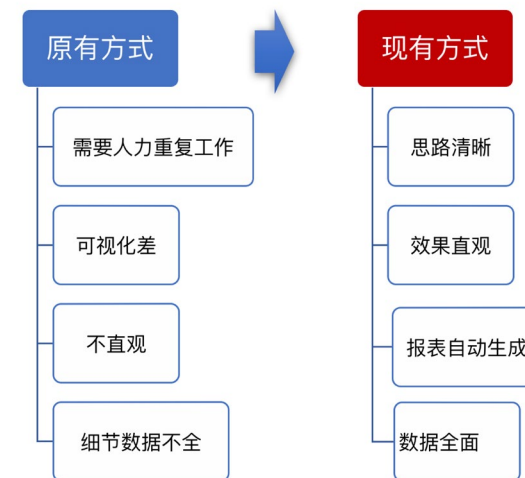 原有方式
需要人力重复工作
可视化差
不直观
细节数据不全
现有方式
思路清晰
效果直观
报表自动生成
数据全面